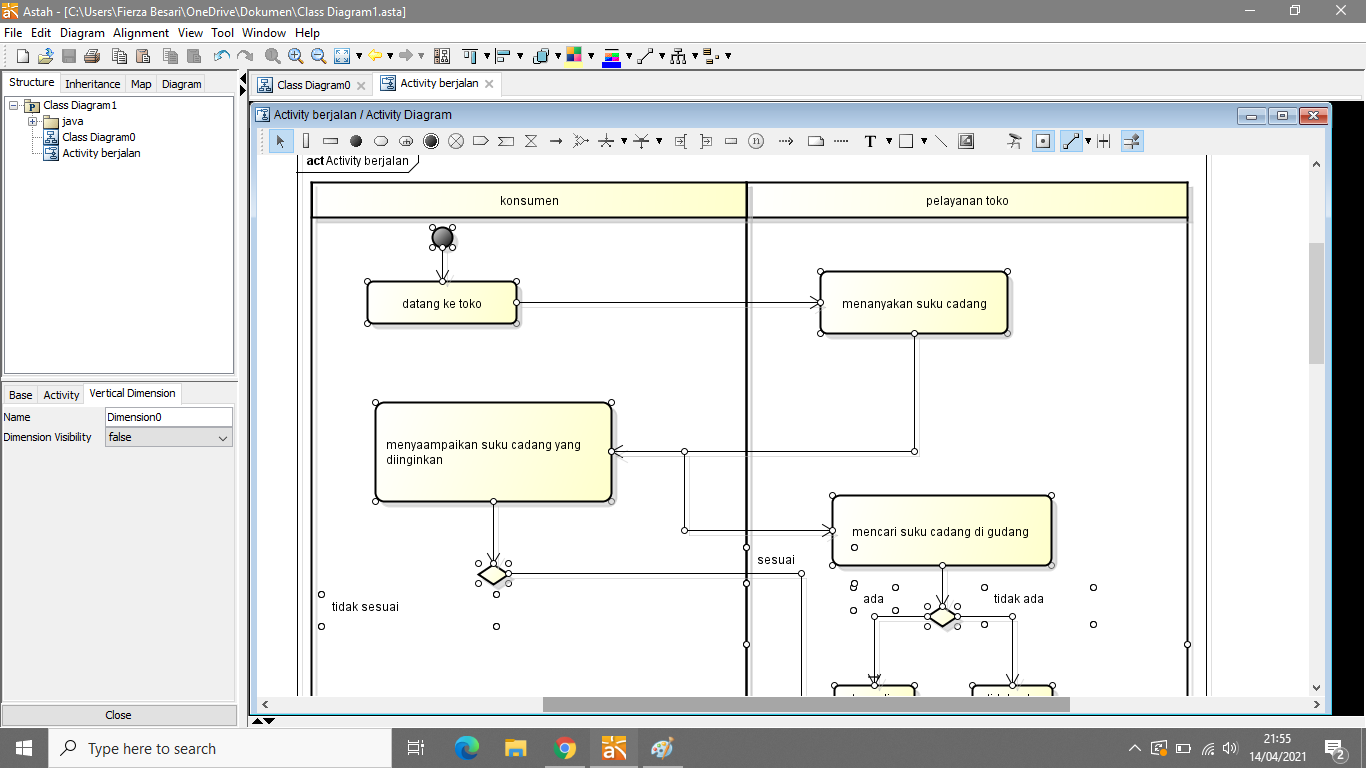 Astah - [C:\Users\Fierza Besari\OneDrive\Dokumen\Class Diagram1.asta]
File Edit Diagram Alignment View Tool Window Help
Structure Inheritance Map Diagram
Class Diagram1
java
Class Diagram0
Activity berjalan
Base Activity Vertical Dimension
Name Dimension0
Dimension Visibility false
Close
Class Diagram0 Activity berjalan
Activity berjalan / Activity Diagram
act Activity berjalan
konsumen pelayanan toko
datang ke toko
menanyakan suku cadang
menyaampaikan suku cadang yang
diinginkan
mencari suku cadang di gudang
sesuai
tidak sesuai
ada
tidak ada
Type here to search
21:55
14/04/2021
2